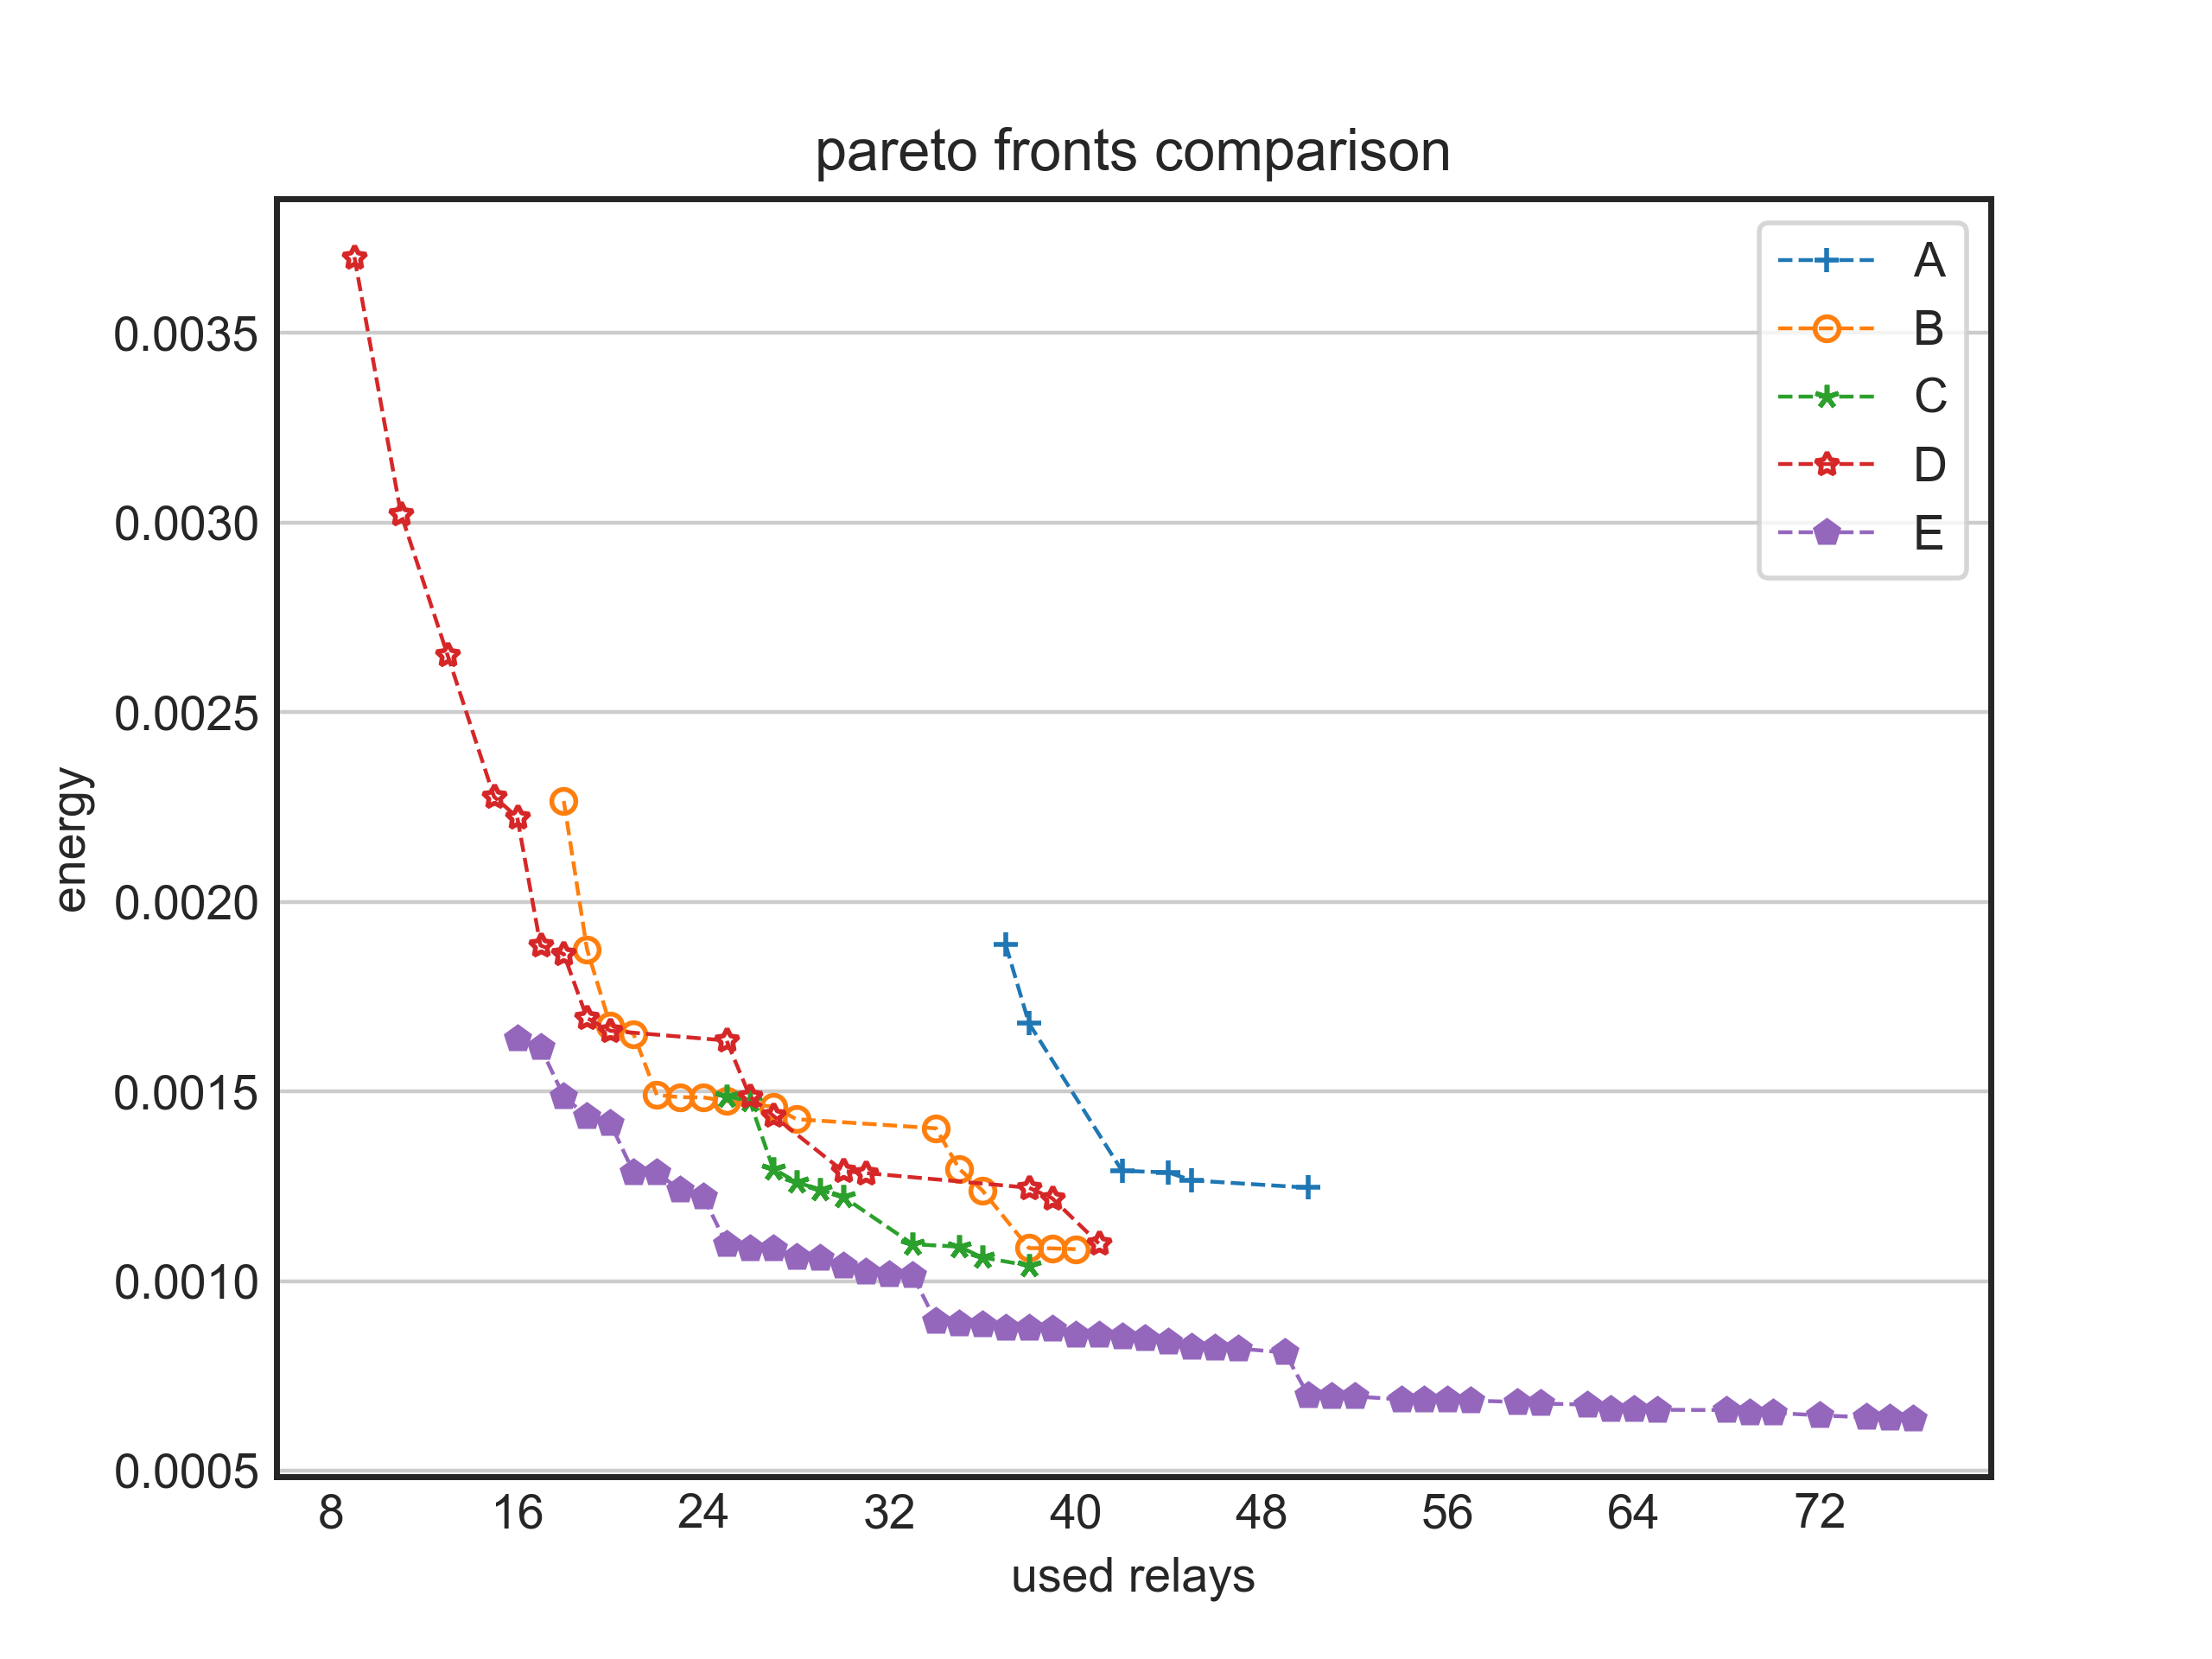 pareto fronts comparison
A
B
C
D
E
0.0035
0.0030
0.0025
0.0020
0.0015
0.0010
0.0005
energy
8 16 24 32 40 48 56 64 72
used relays